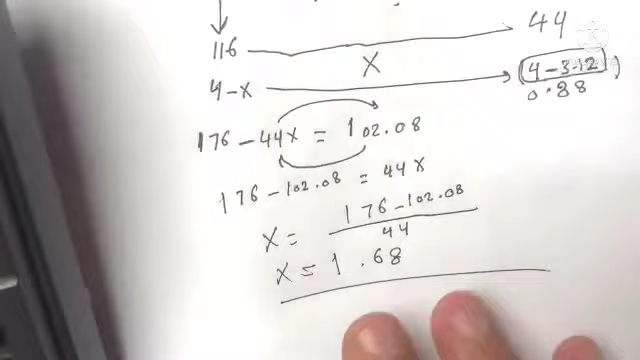 116 ⟶ 44
X
4-x ⟶ (4-3.12)
0.88
176-44x = 102.08
176-102.08 = 44x
x = 176-102.08
44
x = 1.68